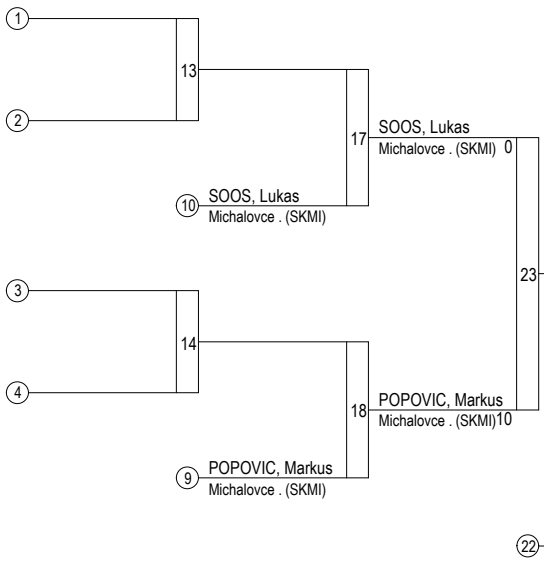 1
13
2
17
SOOS, Lukas
Michalovce . (SKMI) 0
10
SOOS, Lukas
Michalovce . (SKMI)
3
23
14
4
18
POPOVIC, Markus
Michalovce . (SKMI)10
9
POPOVIC, Markus
Michalovce . (SKMI)
22